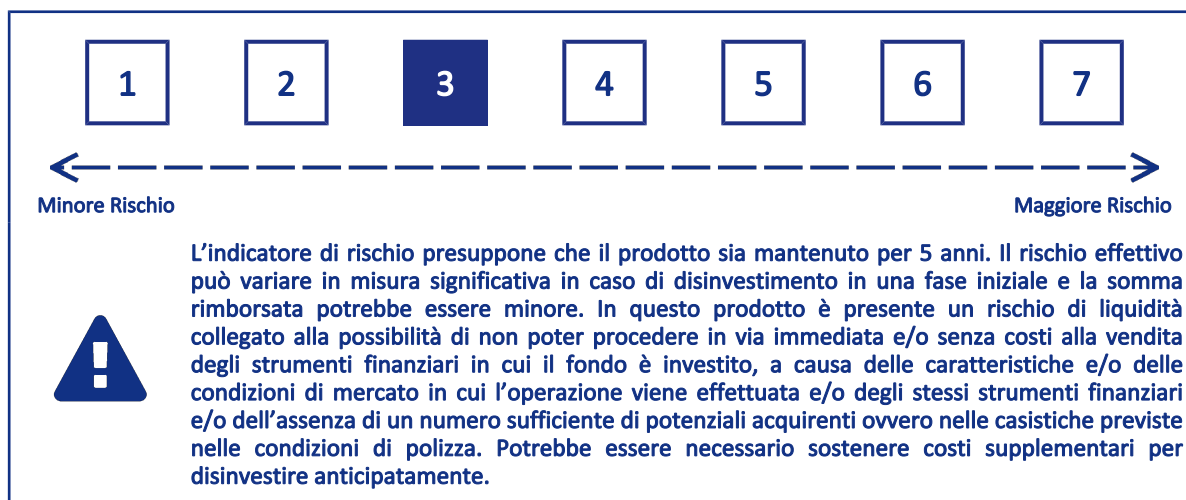 1 2 3 4 5 6 7
Minore Rischio Maggiore Rischio
L’indicatore di rischio presuppone che il prodotto sia mantenuto per 5 anni. Il rischio effettivo
può variare in misura significativa in caso di disinvestimento in una fase iniziale e la somma
rimborsata potrebbe essere minore. In questo prodotto è presente un rischio di liquidità
collegato alla possibilità di non poter procedere in via immediata e/o senza costi alla vendita
degli strumenti finanziari in cui il fondo è investito, a causa delle caratteristiche e/o delle
condizioni di mercato in cui l’operazione viene effettuata e/o degli stessi strumenti finanziari
e/o dell’assenza di un numero sufficiente di potenziali acquirenti ovvero nelle casistiche previste
nelle condizioni di polizza. Potrebbe essere necessario sostenere costi supplementari per
disinvestire anticipatamente.